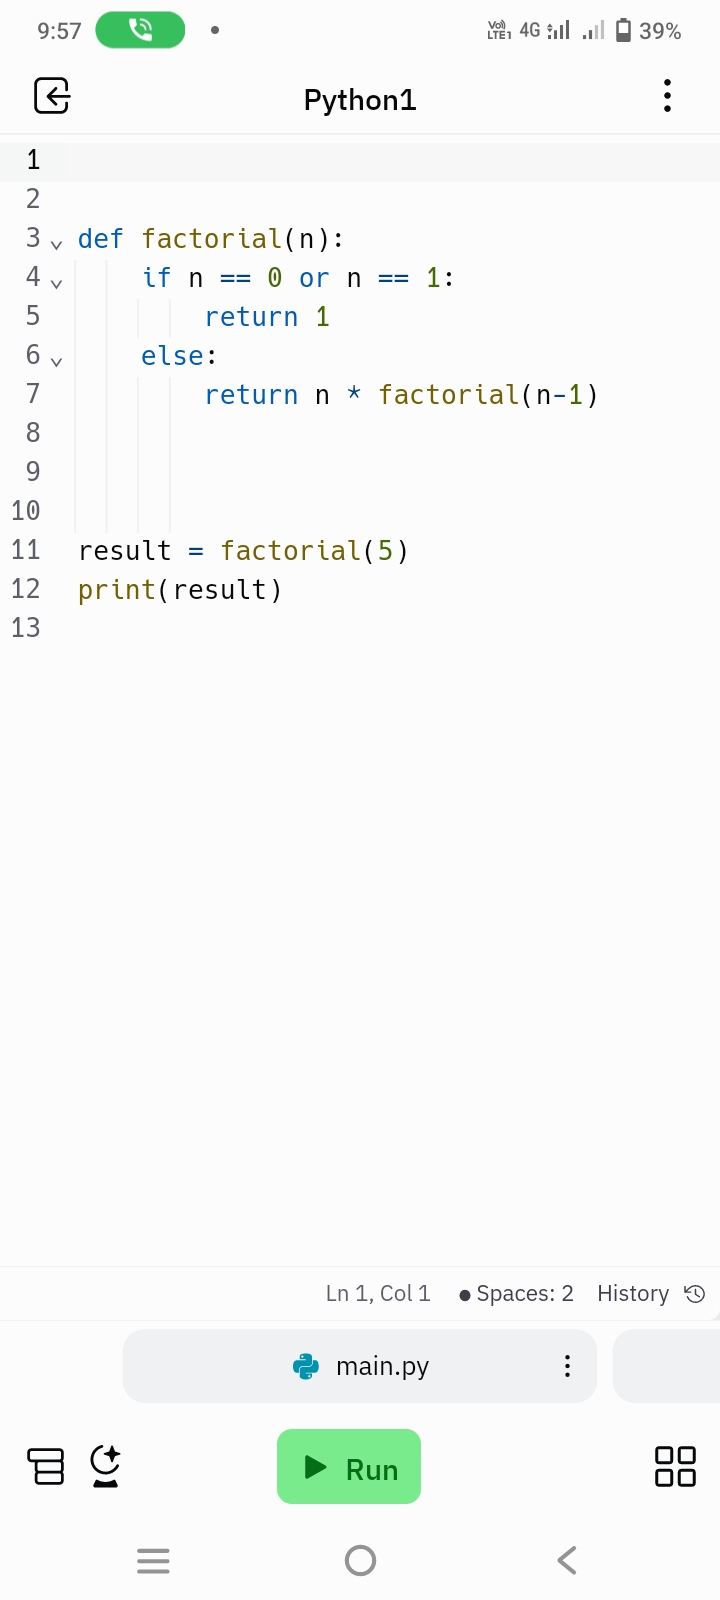 9:57 Vo)) LTE1 4G 39%
Python1
1
2
3 def factorial(n):
4     if n == 0 or n == 1:
5         return 1
6     else:
7         return n * factorial(n-1)
8
9
10
11 result = factorial(5)
12 print(result)
13
Ln 1, Col 1 Spaces: 2 History
main.py
Run